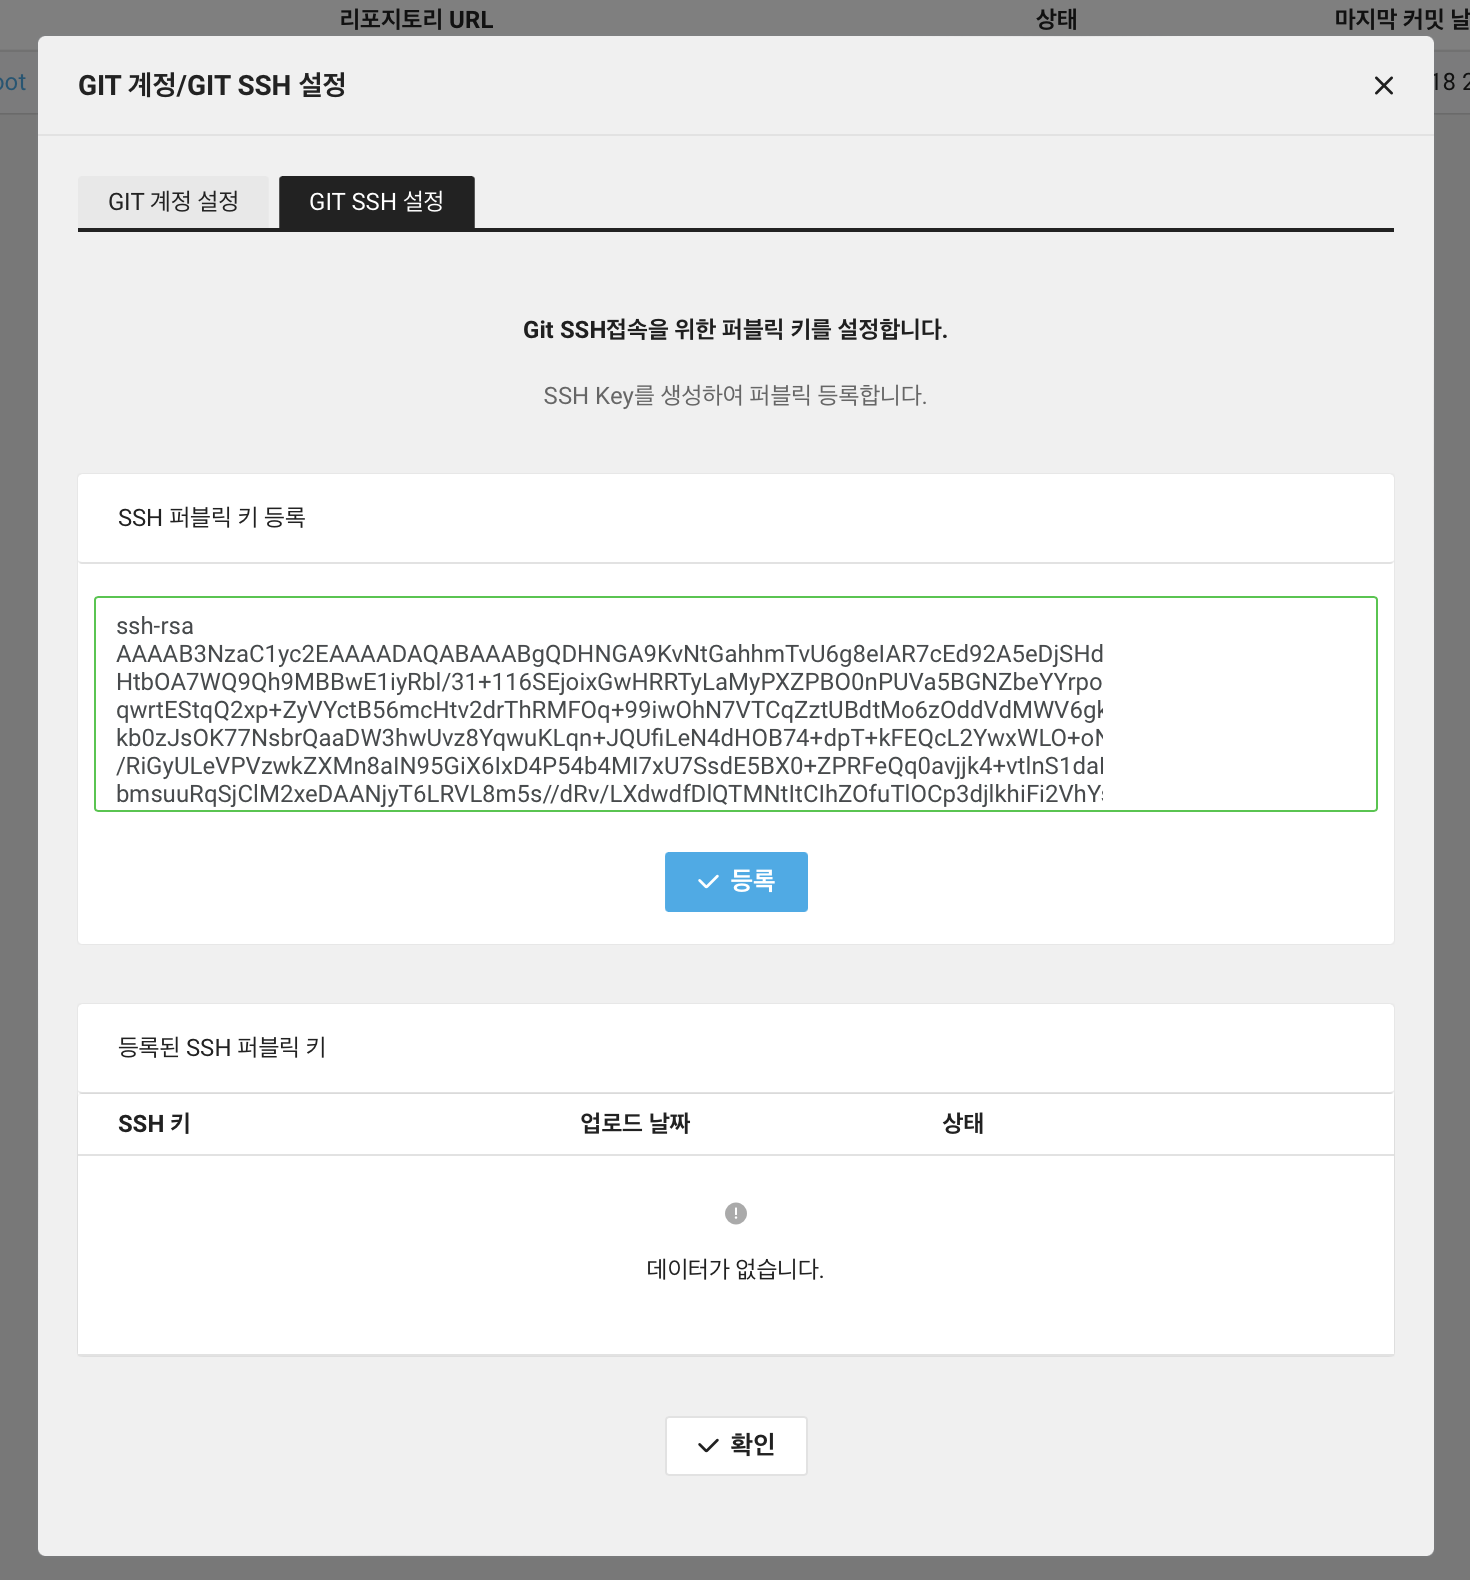 리포지토리 URL 상태 마지막 커밋 날
GIT 계정/GIT SSH 설정
oot
18 2
GIT 계정 설정
GIT SSH 설정
Git SSH접속을 위한 퍼블릭 키를 설정합니다.
SSH Key를 생성하여 퍼블릭 등록합니다.
SSH 퍼블릭 키 등록
ssh-rsa
AAAAB3NzaC1yc2EAAAADAQABAAABgQDHNGA9KvNtGahhmTvU6g8eIAR7cEd92A5eDjSHd
HtbOA7WQ9Qh9MBBwE1iyRbl/31+116SEjoixGwHRRTyLaMyPXZPBO0nPUVa5BGNZbeYYrpo
qwrtEStqQ2xp+ZyVYctB56mcHtv2drThRMFOq+99iwOhN7VTCqZztUBdtMo6zOddVdMWV6gk
kb0zJsOK77NsbrQaaDW3hwUvz8YqwuKLqn+JQUfiLeN4dHOB74+dpT+kFEQcL2YwxWLO+oN
/RiGyULeVPVzwkZXMn8aIN95GiX6IxD4P54b4MI7xU7SsdE5BX0+ZPRFeQq0avjjk4+vtlnS1dal
bmsuuRqSjClM2xeDAANjyT6LRVL8m5s//dRv/LXdwdfDlQTMNtItCIhZOfuTlOCp3djlkhiFi2VhYs
등록
등록된 SSH 퍼블릭 키
SSH 키 업로드 날짜 상태
데이터가 없습니다.
확인